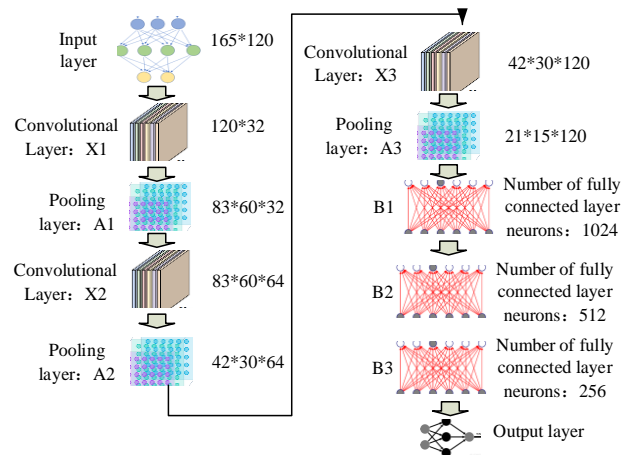 Input
layer
165*120
Convolutional
Layer：X1
120*32
Pooling
layer：A1
83*60*32
Convolutional
Layer：X2
83*60*64
Pooling
layer：A2
42*30*64
Convolutional
Layer：X3
42*30*120
Pooling
layer：A3
21*15*120
B1
Number of fully
connected layer
neurons：1024
B2
Number of fully
connected layer
neurons：512
B3
Number of fully
connected layer
neurons：256
Output layer